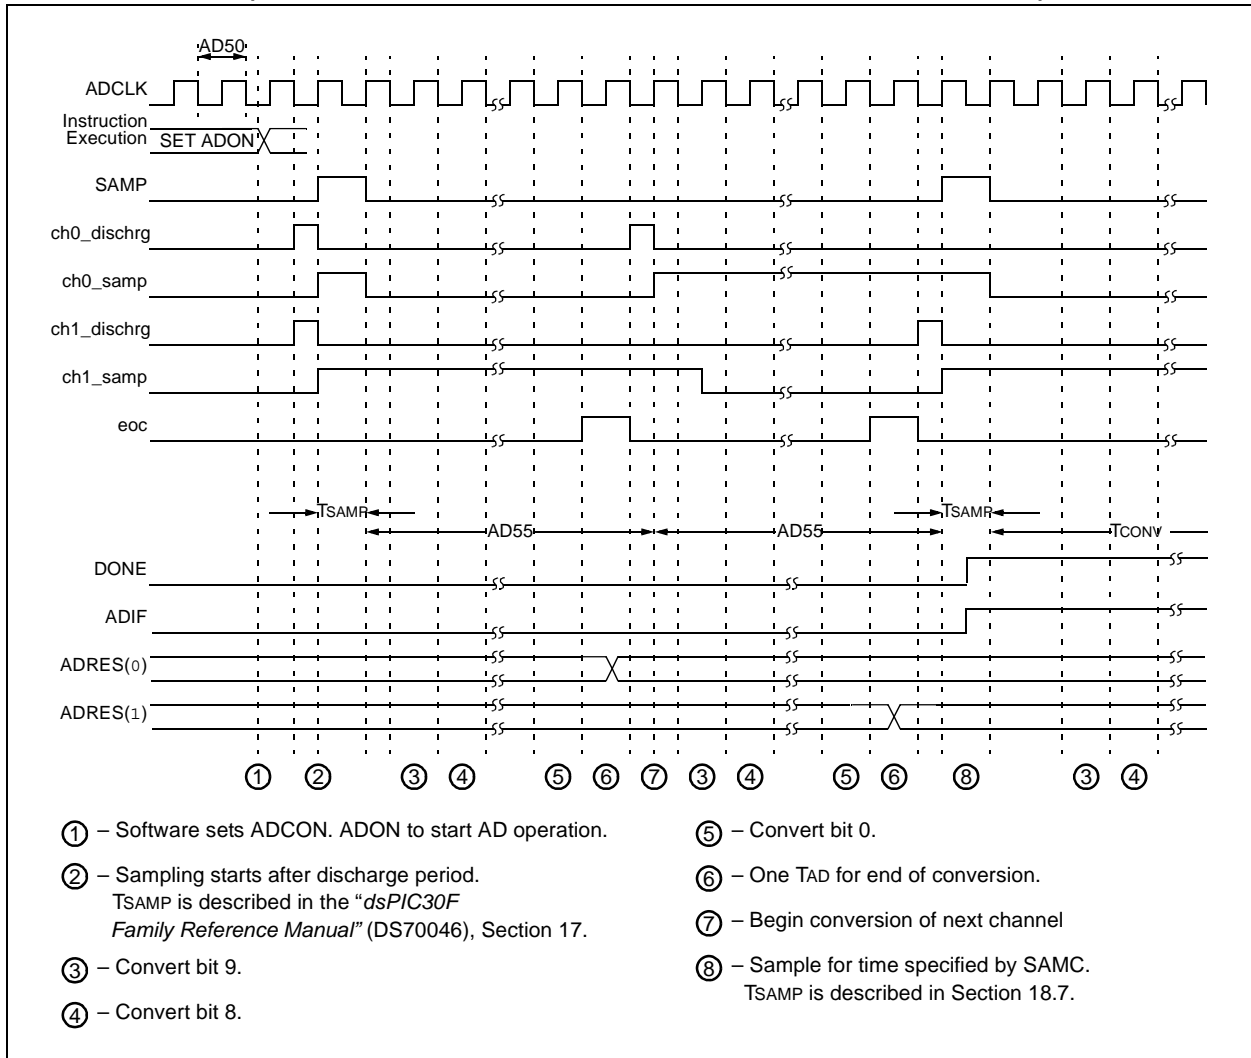 AD50
ADCLK
Instruction
Execution
SET ADON
SAMP
ch0_dischrg
ch0_samp
ch1_dischrg
ch1_samp
eoc
TSAMP
TSAMP
AD55
AD55
TCONV
DONE
ADIF
ADRES(0)
ADRES(1)
1 2 3 4 5 6 7 3 4 5 6 8 3 4
1 – Software sets ADCON. ADON to start AD operation.
2 – Sampling starts after discharge period.
TSAMP is described in the “dsPIC30F
Family Reference Manual” (DS70046), Section 17.
3 – Convert bit 9.
4 – Convert bit 8.
5 – Convert bit 0.
6 – One TAD for end of conversion.
7 – Begin conversion of next channel
8 – Sample for time specified by SAMC.
TSAMP is described in Section 18.7.